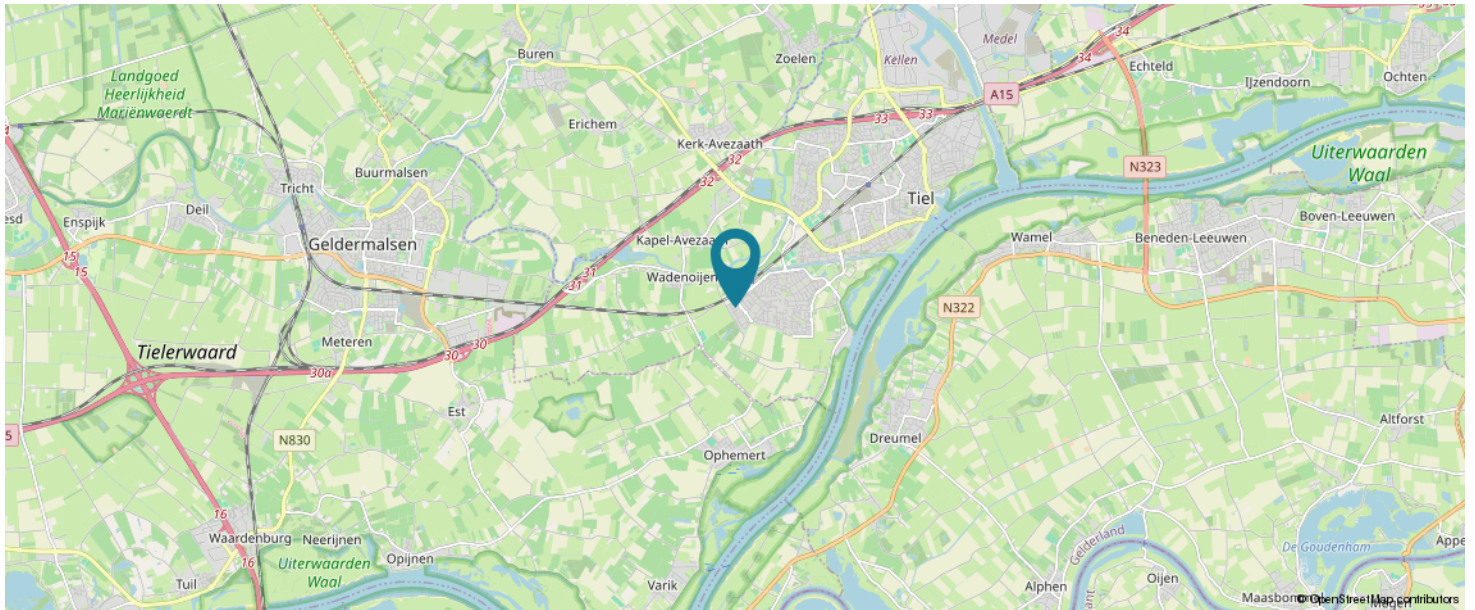 34
Medel
Buren
Zoelen
Kellen
34
Echteld
Landgoed
Heerlijkheid
Mariënwaerdt
IJzendoorn
Ochten
A15
Erichem
33
33
Kerk-Avezaath
32
Uiterwaarden
Waal
N323
Buurmalsen
32
Tricht
Tiel
Deil
Enspijk
Boven-Leeuwen
Geldermalsen
Wamel
Beneden-Leeuwen
15
15
31
31
Wadenoijen
N322
Meteren
Tielerwaard
30
30
30a
Est
Altforst
N830
Dreumel
Ophemert
16
Waardenburg
Neerijnen
Gelderland
16
Uiterwaarden
Waal
Opijnen
De Goudenham
Tuil
Varik
Alphen
Oijen
© OpenStreetMap contributors